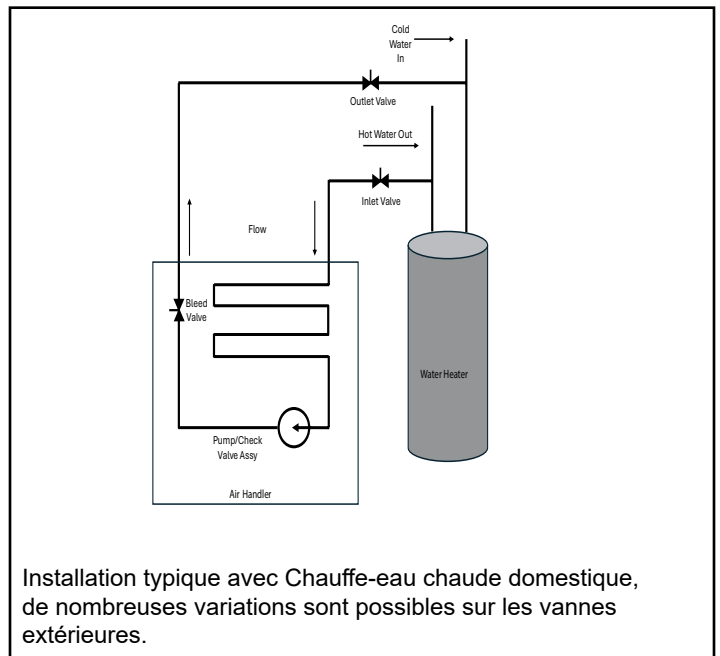 Cold
Water
In
Outlet Valve
Hot Water Out
Inlet Valve
Flow
Bleed
Valve
Water Heater
Pump/Check
Valve Assy
Air Handler
Installation typique avec Chauffe-eau chaude domestique,
de nombreuses variations sont possibles sur les vannes
extérieures.